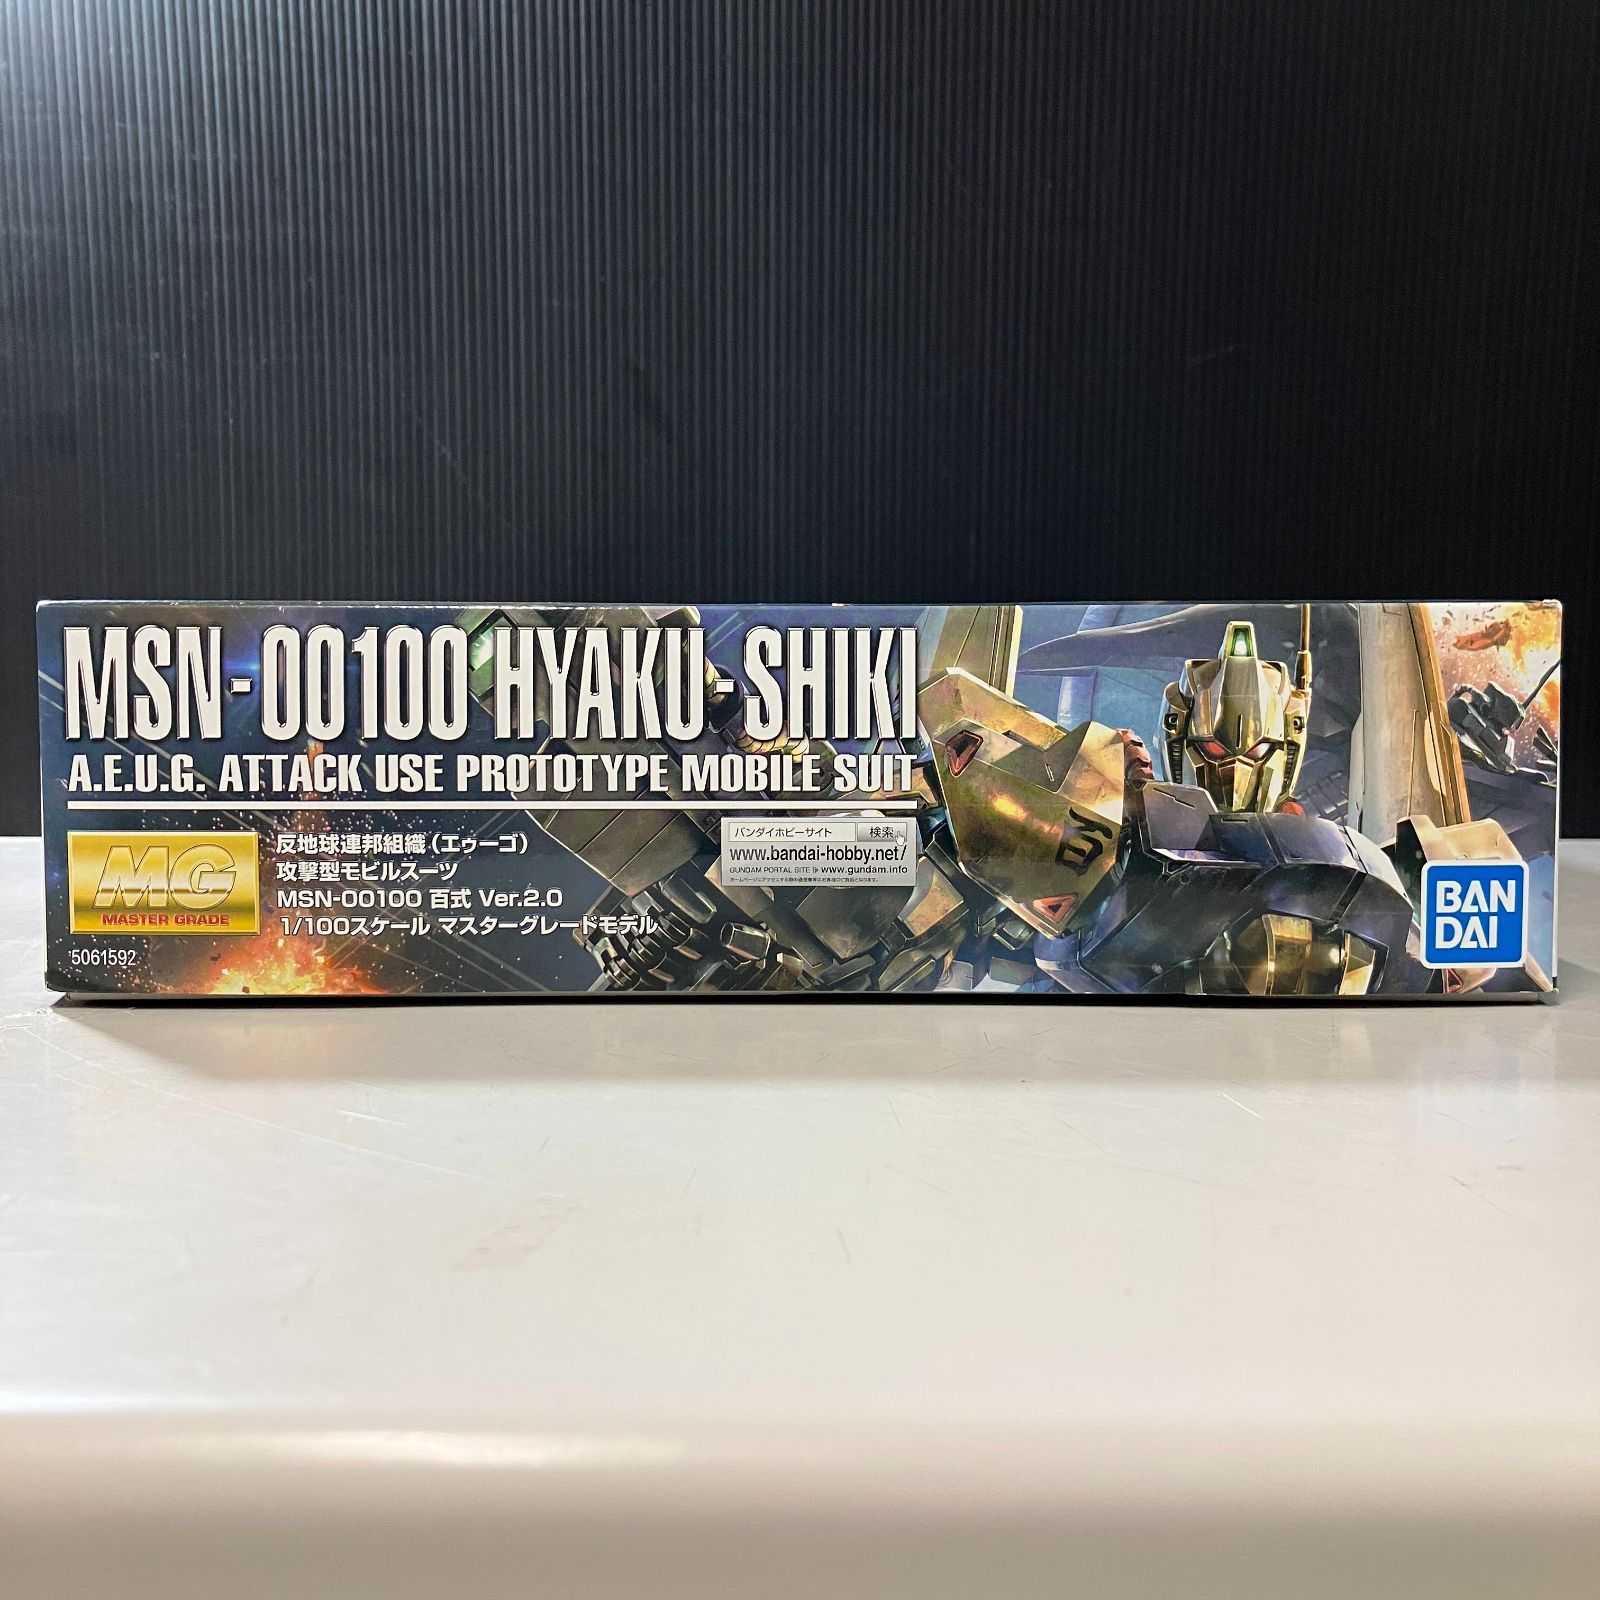 MSN-00100 HYAKU-SHIKI
A.E.U.G. ATTACK USE PROTOTYPE MOBILE SUIT
MG
MASTER GRADE
反地球連邦組織(エゥーゴ)
攻撃型モビルスーツ
MSN-00100 百式 Ver.2.0
1/100スケール マスターグレードモデル
5061592
バンダイホビーサイト 検索
www.bandai-hobby.net/
GUNDAM PORTAL SITE www.gundam.info
百
BAN
DAI